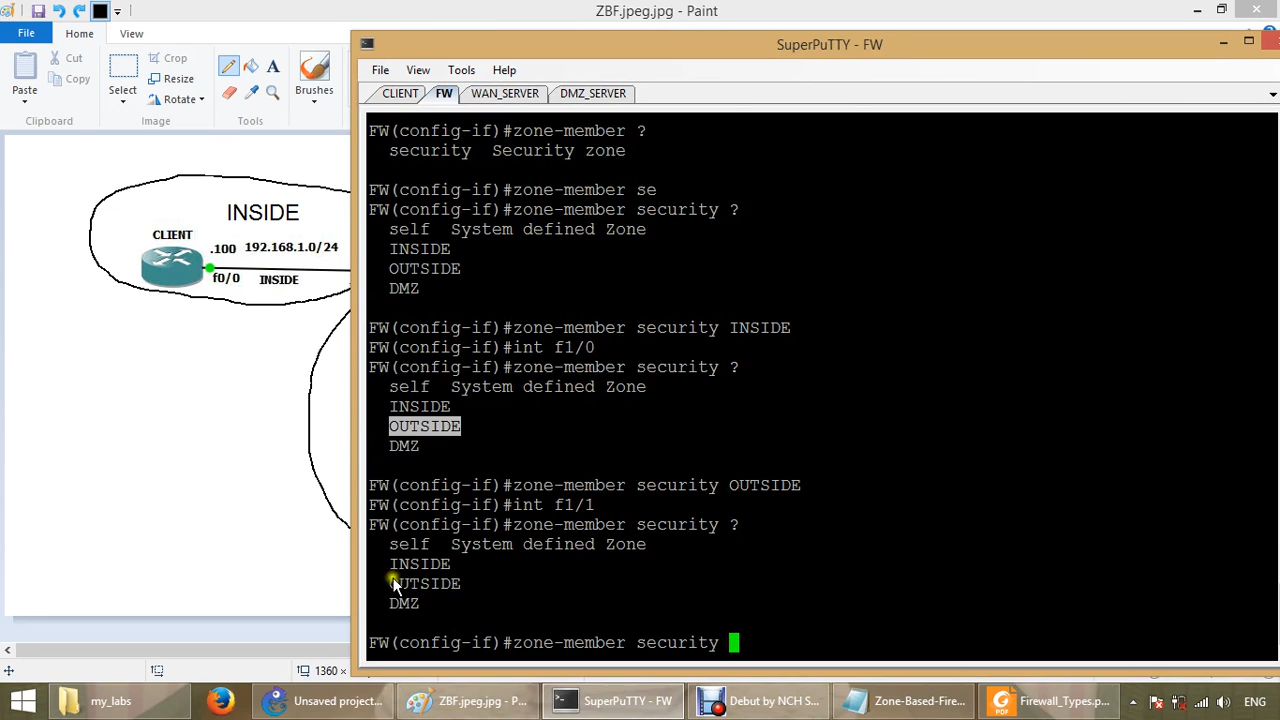 ZBF.jpeg.jpg - Paint
File
Home
View
Paste
Cut
Copy
Clipboard
Select
Crop
Resize
Rotate
Image
A
Tools
Brushes
INSIDE
CLIENT
.100 192.168.1.0/24
f0/0 INSIDE
1360 ×
SuperPuTTY - FW
File View Tools Help
CLIENT FW WAN_SERVER DMZ_SERVER
FW(config-if)#zone-member ?
security Security zone
FW(config-if)#zone-member se
FW(config-if)#zone-member security ?
self System defined Zone
INSIDE
OUTSIDE
DMZ
FW(config-if)#zone-member security INSIDE
FW(config-if)#int f1/0
FW(config-if)#zone-member security ?
self System defined Zone
INSIDE
OUTSIDE
DMZ
FW(config-if)#zone-member security OUTSIDE
FW(config-if)#int f1/1
FW(config-if)#zone-member security ?
self System defined Zone
INSIDE
OUTSIDE
DMZ
FW(config-if)#zone-member security
my_labs
Unsaved project...
ZBF.jpeg.jpg - P...
SuperPuTTY - FW
Debut by NCH S...
Zone-Based-Fire...
Firewall_Types.p...
PDF
ENG